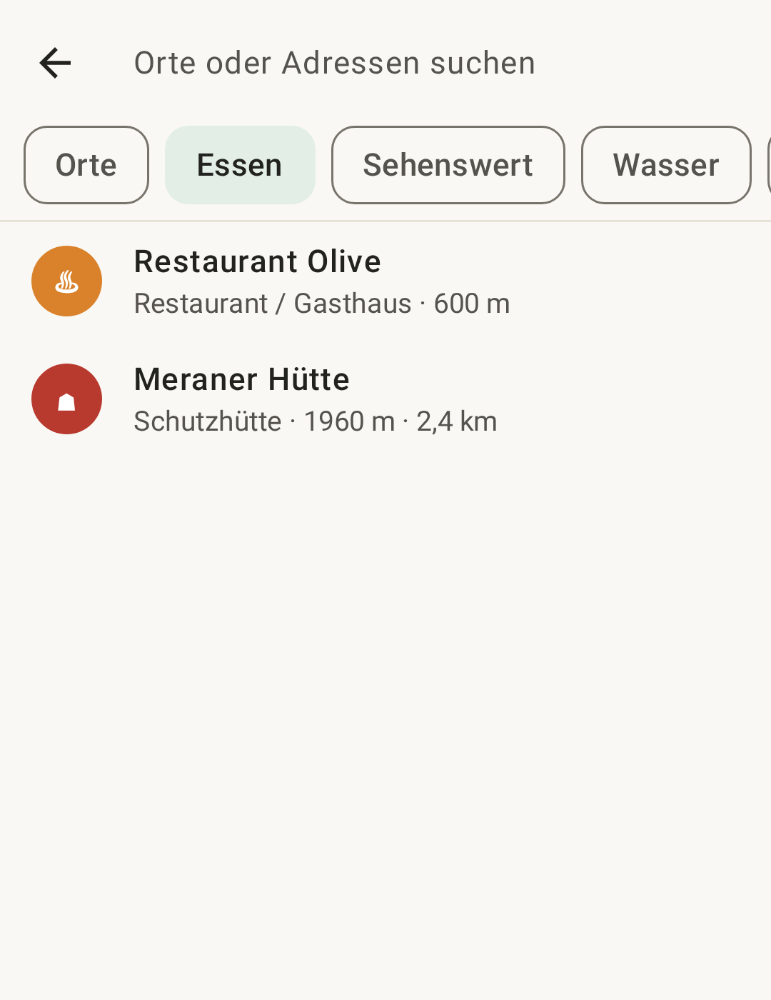 Orte oder Adressen suchen
Orte
Essen
Sehenswert
Wasser
Restaurant Olive
Restaurant / Gasthaus · 600 m
Meraner Hütte
Schutzhütte · 1960 m · 2,4 km